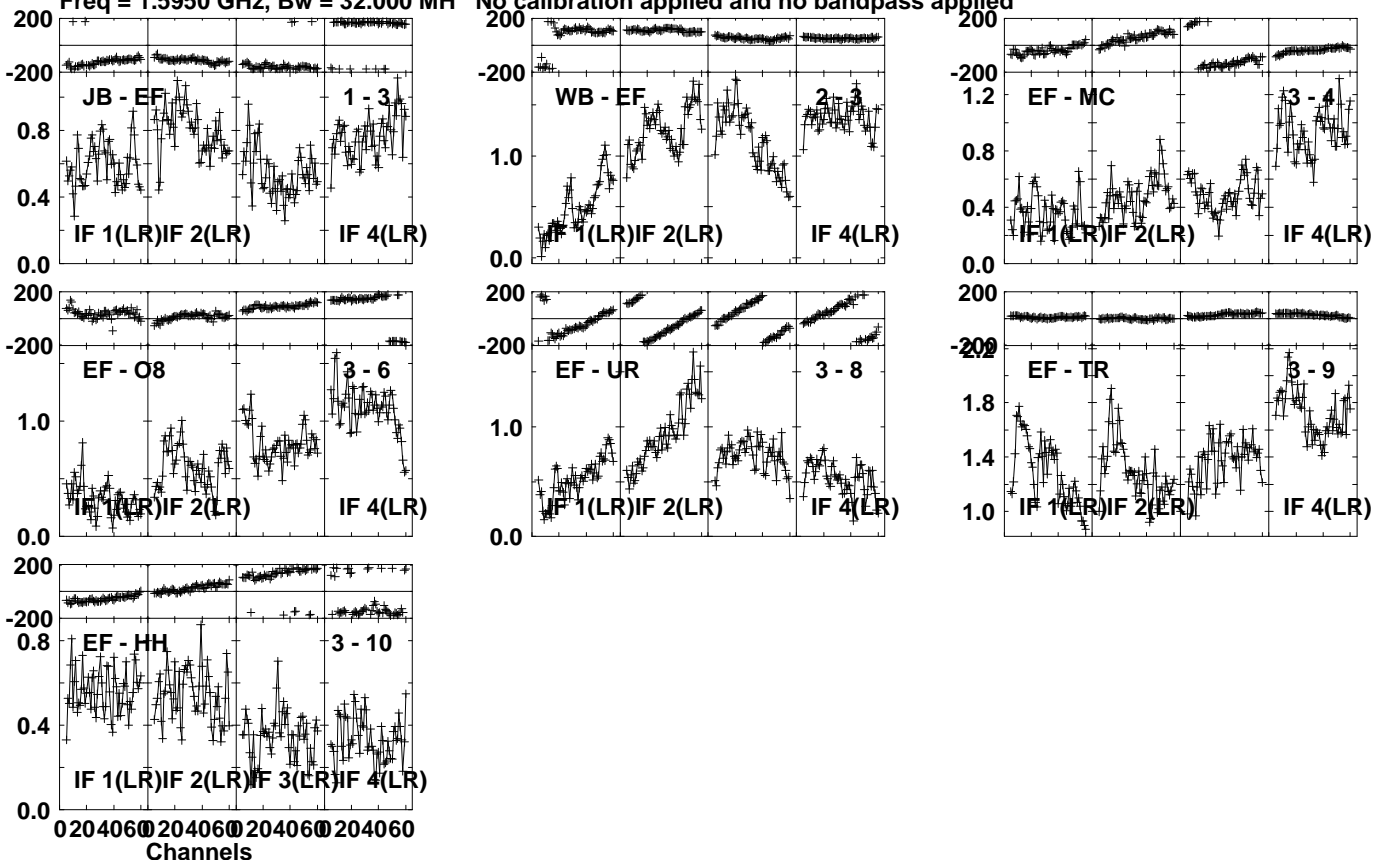 Freq = 1.5950 GHz, Bw = 32.000 MH No calibration applied and no bandpass applied
200
-200
JB - EF
1 - 3
0.8
0.4
0.0
IF 1(LR)
IF 2(LR)
IF 4(LR)
200
-200
WB - EF
2 - 3
1.0
0.0
IF 1(LR)
IF 2(LR)
IF 4(LR)
200
-200
EF - MC
3 - 4
1.2
0.8
0.4
0.0
IF 1(LR)
IF 2(LR)
IF 4(LR)
200
-200
EF - O8
3 - 6
1.0
0.0
IF 1(LR)
IF 2(LR)
IF 4(LR)
200
-200
EF - UR
3 - 8
1.0
0.0
IF 1(LR)
IF 2(LR)
IF 4(LR)
200
-200
2.2
EF - TR
3 - 9
1.8
1.4
1.0
IF 1(LR)
IF 2(LR)
IF 4(LR)
200
-200
EF - HH
3 - 10
0.8
0.4
0.0
IF 1(LR)
IF 2(LR)
IF 3(LR)
IF 4(LR)
0 20 40 60 0 20 40 60 0 20 40 60 0 20 40 60
Channels